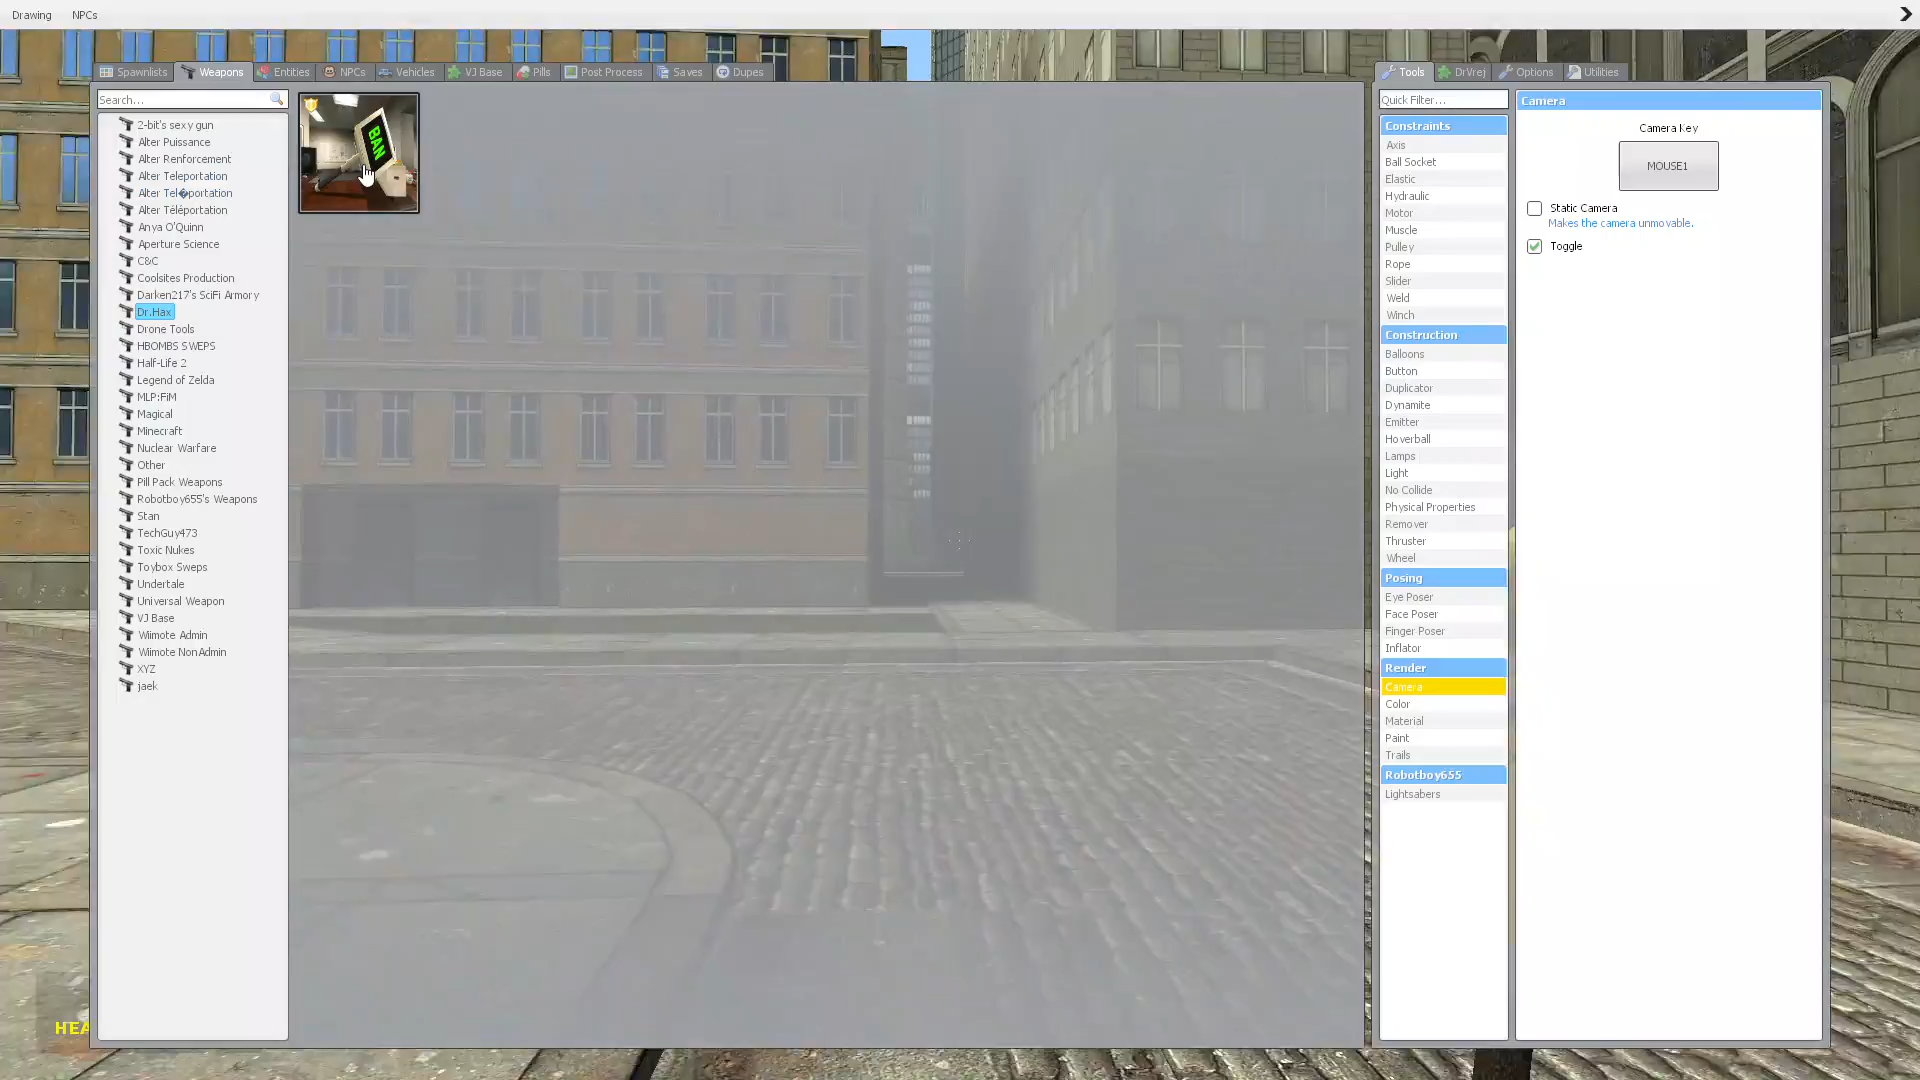 Drawing NPCs
Spawnlists Weapons Entities NPCs Vehicles VJ Base Pills Post Process Saves Dupes
Tools DrVrej Options Utilities
Search...
2-bit's sexy gun
Alter Puissance
Alter Renforcement
Alter Teleportation
Alter Tel�portation
Alter Téléportation
Anya O'Quinn
Aperture Science
C&C
Coolsites Production
Darken217's SciFi Armory
Dr.Hax
Drone Tools
HBOMBS SWEPS
Half-Life 2
Legend of Zelda
MLP:FiM
Magical
Minecraft
Nuclear Warfare
Other
Pill Pack Weapons
Robotboy655's Weapons
Stan
TechGuy473
Toxic Nukes
Toybox Sweps
Undertale
Universal Weapon
VJ Base
Wiimote Admin
Wiimote NonAdmin
XYZ
jaek
BAN
Quick Filter...
Constraints
Axis
Ball Socket
Elastic
Hydraulic
Motor
Muscle
Pulley
Rope
Slider
Weld
Winch
Construction
Balloons
Button
Duplicator
Dynamite
Emitter
Hoverball
Lamps
Light
No Collide
Physical Properties
Remover
Thruster
Wheel
Posing
Eye Poser
Face Poser
Finger Poser
Inflator
Render
Camera
Color
Material
Paint
Trails
Robotboy655
Lightsabers
Camera
Camera Key
MOUSE1
Static Camera
Makes the camera unmovable.
Toggle
HEA